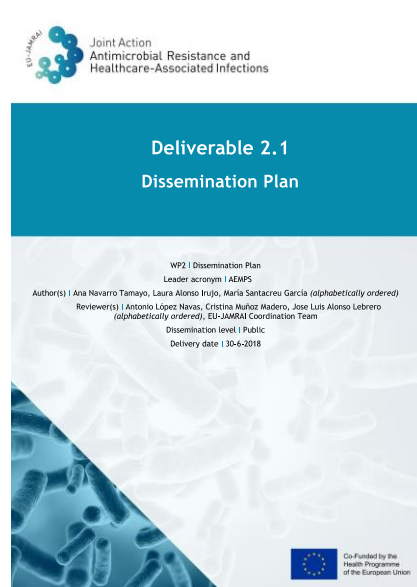 EU-JAMRAI
Joint Action
Antimicrobial Resistance and
Healthcare-Associated Infections
Deliverable 2.1
Dissemination Plan
WP2 | Dissemination Plan
Leader acronym | AEMPS
Author(s) | Ana Navarro Tamayo, Laura Alonso Irujo, María Santacreu García (alphabetically ordered)
Reviewer(s) | Antonio López Navas, Cristina Muñoz Madero, Jose Luis Alonso Lebrero
(alphabetically ordered), EU-JAMRAI Coordination Team
Dissemination level | Public
Delivery date | 30-6-2018
Co-Funded by the
Health Programme
of the European Union